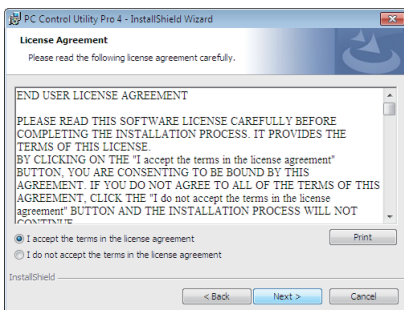 PC Control Utility Pro 4 - InstallShield Wizard
License Agreement
Please read the following license agreement carefully.
END USER LICENSE AGREEMENT
PLEASE READ THIS SOFTWARE LICENSE CAREFULLY BEFORE
COMPLETING THE INSTALLATION PROCESS. IT PROVIDES THE
TERMS OF THIS LICENSE.
BY CLICKING ON THE "I accept the terms in the license agreement"
BUTTON, YOU ARE CONSENTING TO BE BOUND BY THIS
AGREEMENT. IF YOU DO NOT AGREE TO ALL OF THE TERMS OF THIS
AGREEMENT, CLICK THE "I do not accept the terms in the license
agreement" BUTTON AND THE INSTALLATION PROCESS WILL NOT
CONTINUE
I accept the terms in the license agreement
Print
I do not accept the terms in the license agreement
InstallShield
< Back
Next >
Cancel